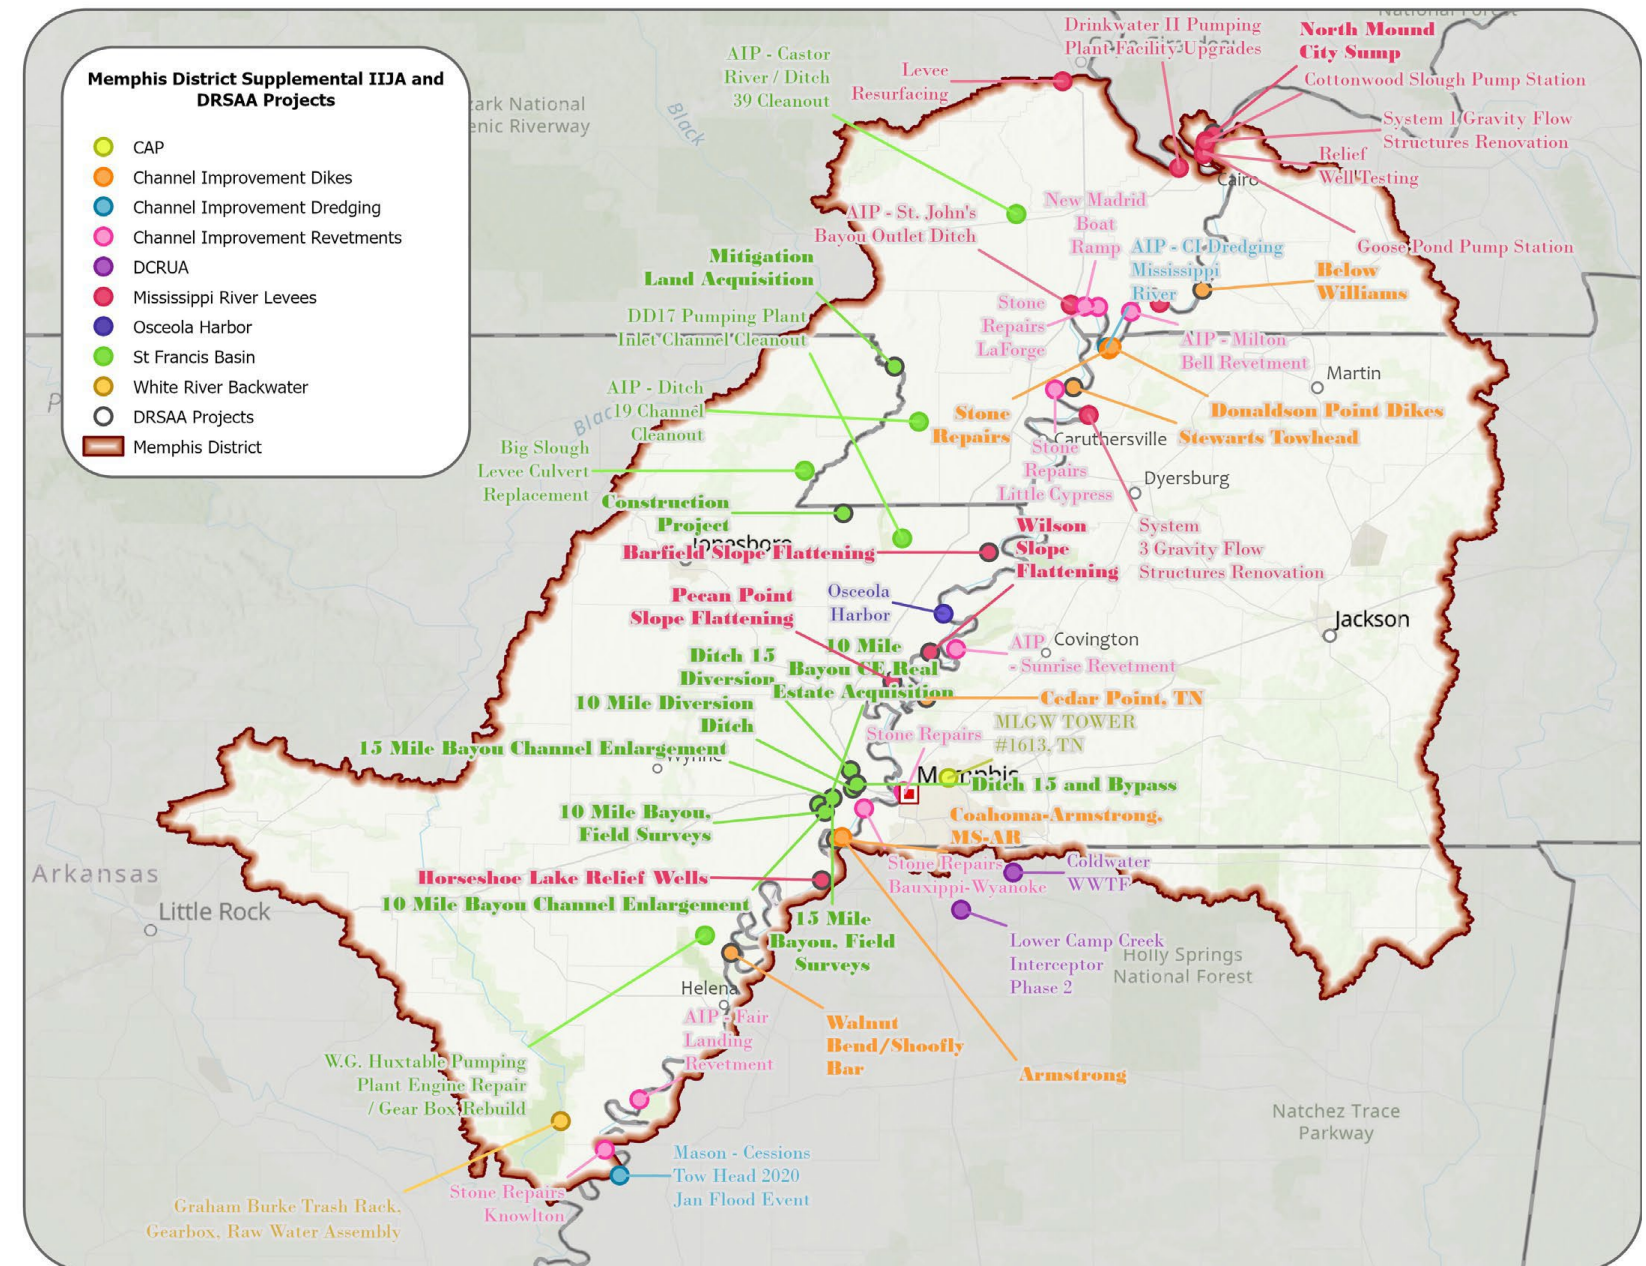 Memphis District Supplemental IIJA and
DRSAA Projects
CAP
Channel Improvement Dikes
Channel Improvement Dredging
Channel Improvement Revetments
DCRUA
Mississippi River Levees
Osceola Harbor
St Francis Basin
White River Backwater
DRSAA Projects
Memphis District
National Forest
zark National
enic Riverway
Black
AIP - Castor
River / Ditch
39 Cleanout
Levee
Resurfacing
Drinkwater II Pumping
Plant Facility Upgrades
North Mound
City Sump
Cottonwood Slough Pump Station
System 1 Gravity Flow
Structures Renovation
Relief
Well Testing
Cairo
Goose Pond Pump Station
New Madrid
Boat
Ramp
AIP - St. John's
Bayou Outlet Ditch
AIP - CI Dredging
Mississippi
River
Below
Williams
Mitigation
Land Acquisition
Stone
Repairs
LaForge
DD17 Pumping Plant
Inlet Channel Cleanout
AIP - Milton
Bell Revetment
Martin
AIP - Ditch
19 Channel
Cleanout
Blac
P
Stone
Repairs
Donaldson Point Dikes
Stewarts Towhead
Caruthersville
Big Slough
Levee Culvert
Replacement
Stone
Repairs
Little Cypress
Dyersburg
Construction
Project
Jonesboro
Barfield Slope Flattening
Wilson
Slope
Flattening
System
3 Gravity Flow
Structures Renovation
Pecan Point
Slope Flattening
Osceola
Harbor
Jackson
Covington
AIP
- Sunrise Revetment
Ditch 15
Diversion
10 Mile
Bayou CE Real
Estate Acquisition
10 Mile Diversion
Ditch
Cedar Point, TN
MLGW TOWER
#1613, TN
Stone Repairs
15 Mile Bayou Channel Enlargement
Wynne
Memphis
Ditch 15 and Bypass
10 Mile Bayou,
Field Surveys
Coahoma-Armstrong,
MS-AR
Stone Repairs
Bauxippi-Wyanoke
Coldwater
WWTF
Arkansas
Little Rock
Horseshoe Lake Relief Wells
10 Mile Bayou Channel Enlargement
15 Mile
Bayou, Field
Surveys
Lower Camp Creek
Interceptor
Phase 2
Holly Springs
National Forest
Helena
AIP - Fair
Landing
Revetment
Walnut
Bend/Shoofly
Bar
Armstrong
W.G. Huxtable Pumping
Plant Engine Repair
/ Gear Box Rebuild
Natchez Trace
Parkway
Mason - Cessions
Tow Head 2020
Jan Flood Event
Stone Repairs
Knowlton
Graham Burke Trash Rack,
Gearbox, Raw Water Assembly